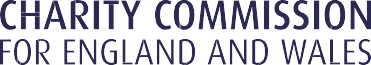 CHARITY COMMISSION
FOR ENGLAND AND WALES